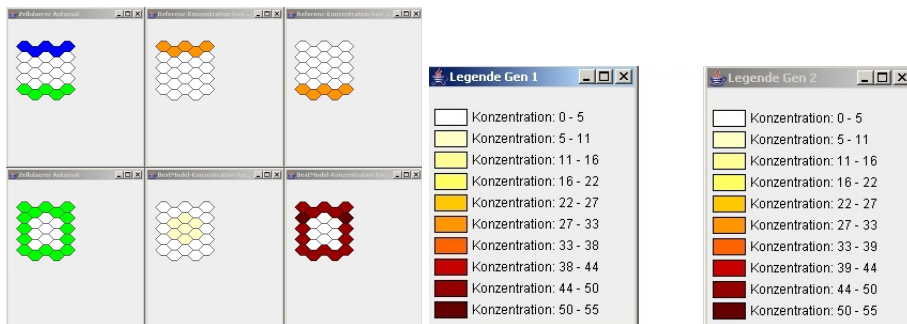 Zellulaerer Automat
Zellulaerer Automat
Legende Gen 1
Konzentration: 0 - 5
Konzentration: 5 - 11
Konzentration: 11 - 16
Konzentration: 16 - 22
Konzentration: 22 - 27
Konzentration: 27 - 33
Konzentration: 33 - 38
Konzentration: 38 - 44
Konzentration: 44 - 50
Konzentration: 50 - 55
Legende Gen 2
Konzentration: 0 - 5
Konzentration: 5 - 11
Konzentration: 11 - 16
Konzentration: 16 - 22
Konzentration: 22 - 27
Konzentration: 27 - 33
Konzentration: 33 - 39
Konzentration: 39 - 44
Konzentration: 44 - 50
Konzentration: 50 - 55